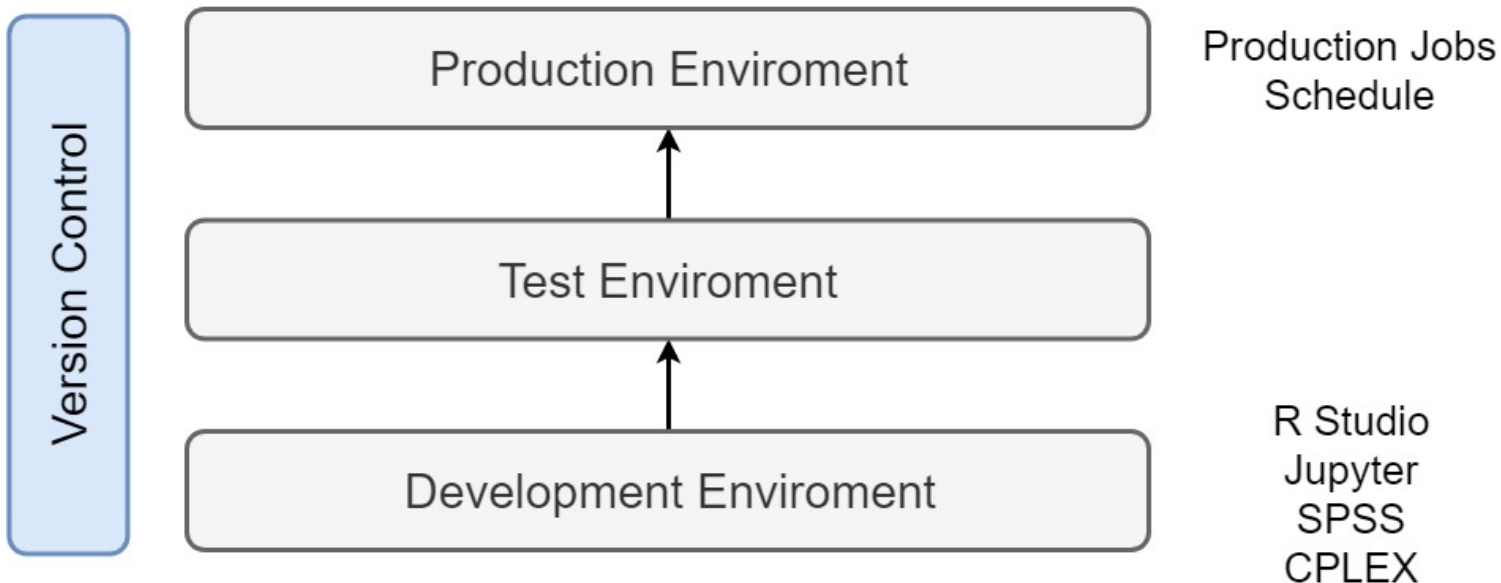 Version Control
Production Enviroment
Production Jobs
Schedule
Test Enviroment
Development Enviroment
R Studio
Jupyter
SPSS
CPLEX